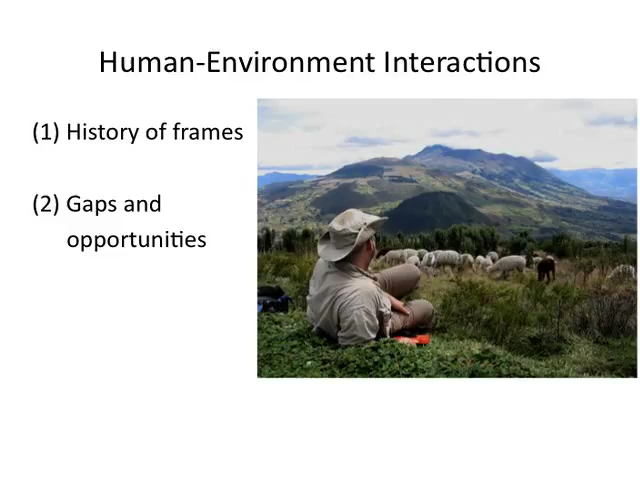 Human-Environment Interactions
(1) History of frames
(2) Gaps and
opportunities